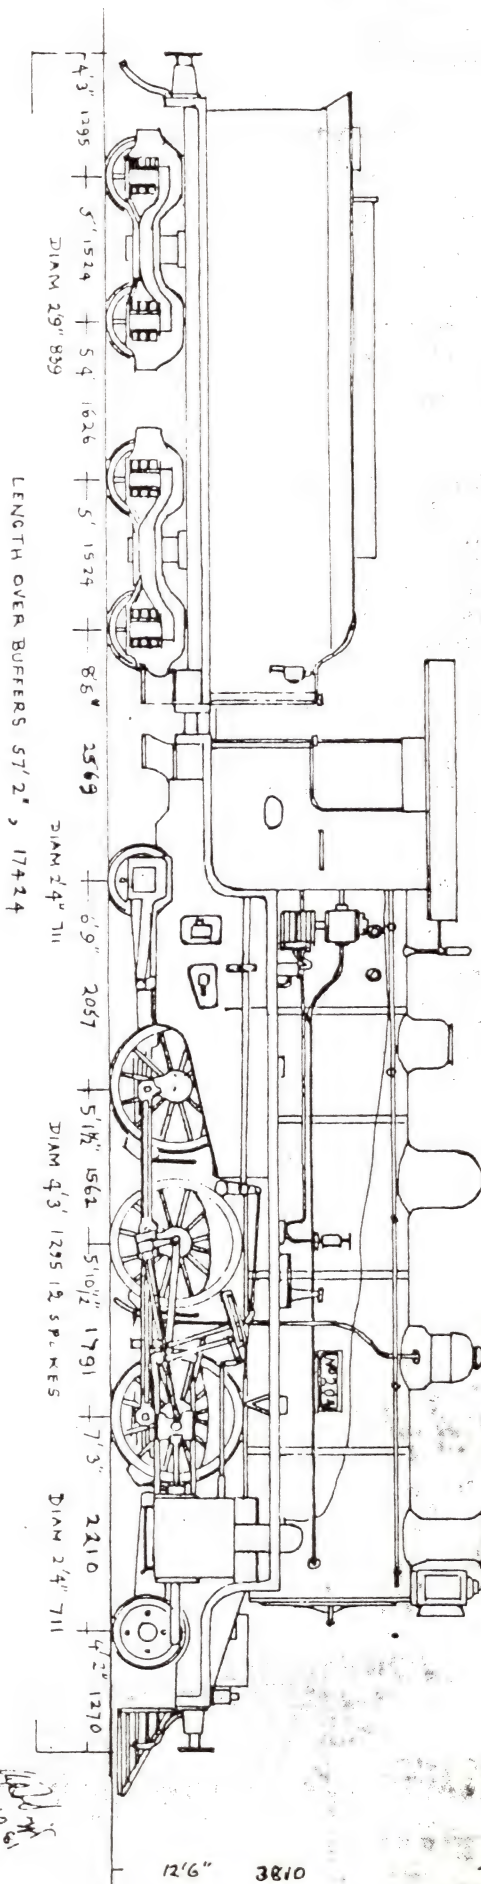 4'3" 1295 5' 1524 5'4' 1626 5' 1524 8'5" 2569 6'9" 2057 5'1½" 1562 5'10½" 1791 7'3" 2210 4'2" 1270
DIAM 2'9" 839 DIAM 2'4" 711 DIAM 4'3' 1295 12 SPOKES DIAM 2'4" 711
LENGTH OVER BUFFERS 57'2", 17424
12'6" 3810